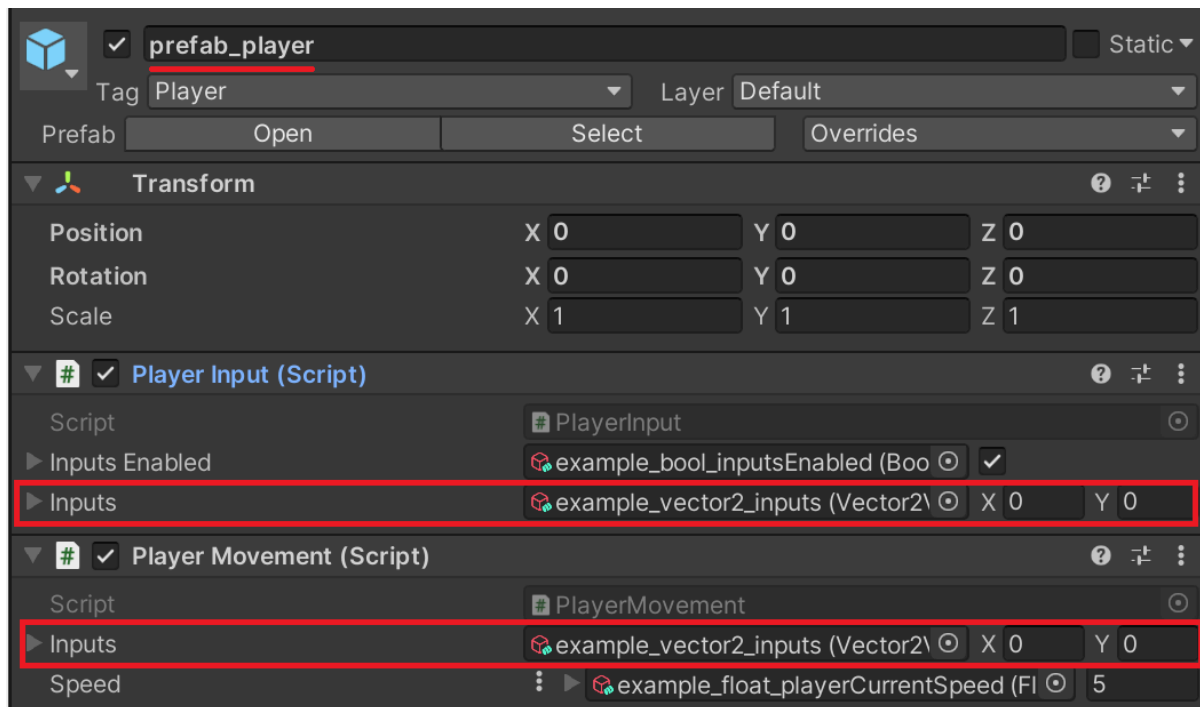 prefab_player Static
Tag Player Layer Default
Prefab Open Select Overrides
Transform
Position X 0 Y 0 Z 0
Rotation X 0 Y 0 Z 0
Scale X 1 Y 1 Z 1
# Player Input (Script)
Script # PlayerInput
Inputs Enabled example_bool_inputsEnabled (Boo
Inputs example_vector2_inputs (Vector2V X 0 Y 0
# Player Movement (Script)
Script # PlayerMovement
Inputs example_vector2_inputs (Vector2V X 0 Y 0
Speed example_float_playerCurrentSpeed (Fl 5